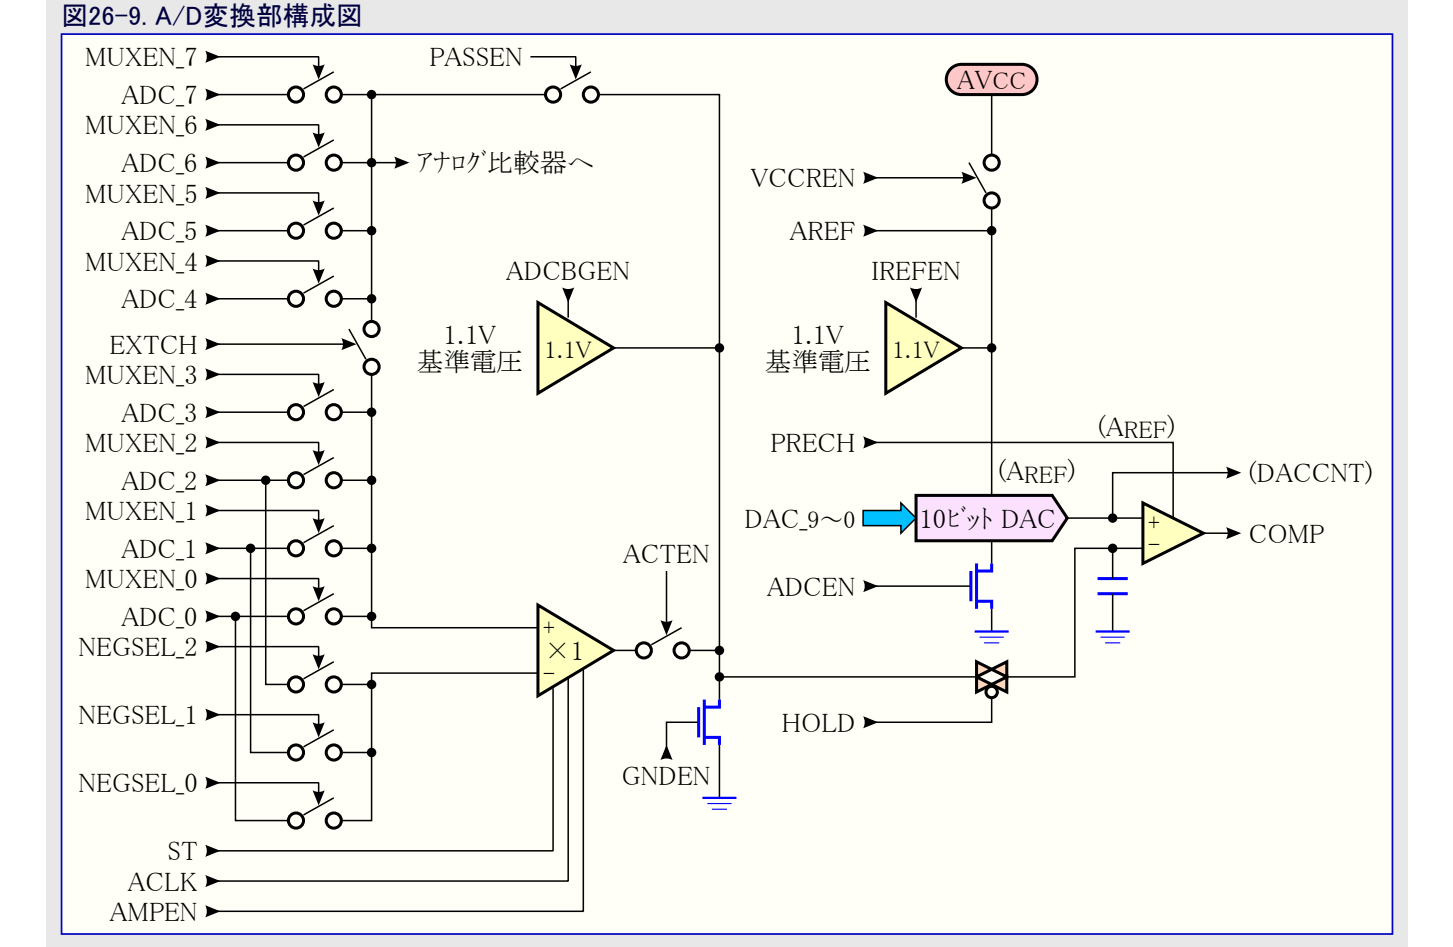 図26-9. A/D変換部構成図
MUXEN_7
PASSEN
AVCC
ADC_7
MUXEN_6
ADC_6
アナログ比較器へ
VCCREN
MUXEN_5
ADC_5
AREF
MUXEN_4
ADCBGEN
IREFEN
ADC_4
EXTCH
1.1V
基準電圧
1.1V
1.1V
基準電圧
1.1V
MUXEN_3
ADC_3
MUXEN_2
PRECH
(AREF)
ADC_2
(AREF)
(DACCNT)
MUXEN_1
DAC_9～0
10ビット DAC
+
−
COMP
ADC_1
ACTEN
MUXEN_0
ADCEN
ADC_0
NEGSEL_2
+
×1
−
NEGSEL_1
HOLD
GNDEN
NEGSEL_0
ST
ACLK
AMPEN